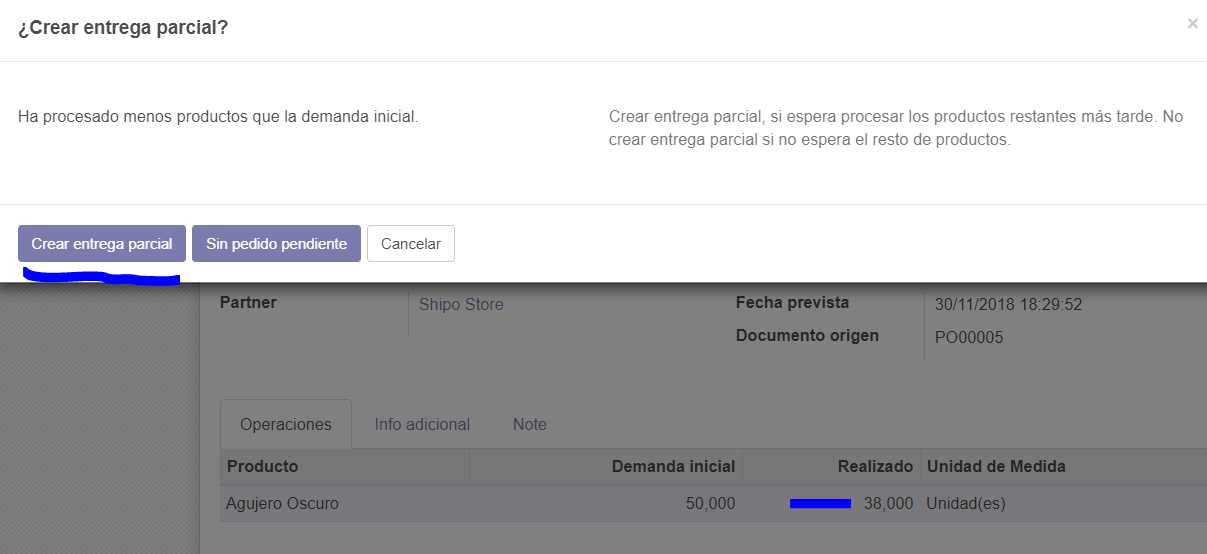 ¿Crear entrega parcial?
×
Ha procesado menos productos que la demanda inicial.
Crear entrega parcial, si espera procesar los productos restantes más tarde. No
crear entrega parcial si no espera el resto de productos.
Crear entrega parcial Sin pedido pendiente Cancelar
Partner Shipo Store Fecha prevista 30/11/2018 18:29:52
Documento origen PO00005
Operaciones Info adicional Note
Producto Demanda inicial Realizado Unidad de Medida
Agujero Oscuro 50,000 38,000 Unidad(es)